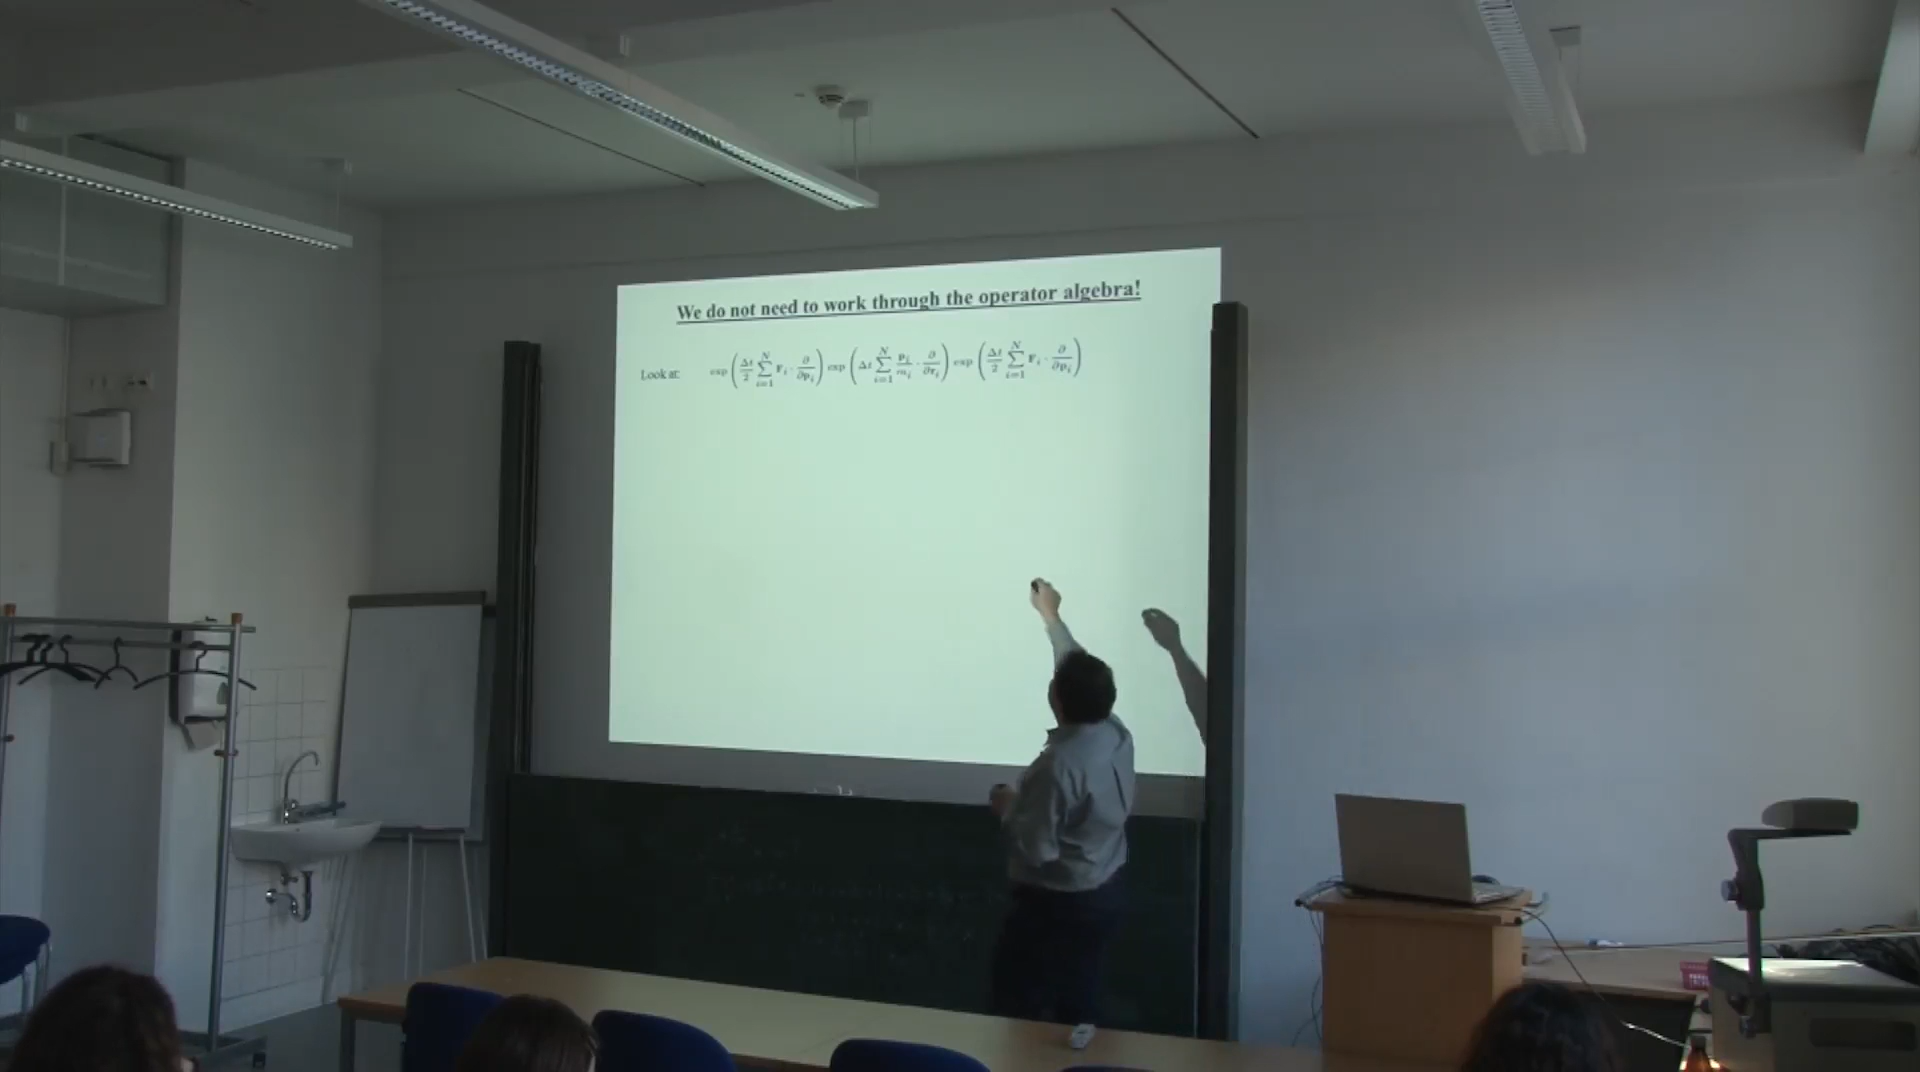 We do not need to work through the operator algebra!
Look at: exp ( Δt/2 ∑_{i=1}^{N} F_i · ∂/∂p_i ) exp ( Δt ∑_{i=1}^{N} p_i/m_i · ∂/∂r_i ) exp ( Δt/2 ∑_{i=1}^{N} F_i · ∂/∂p_i )